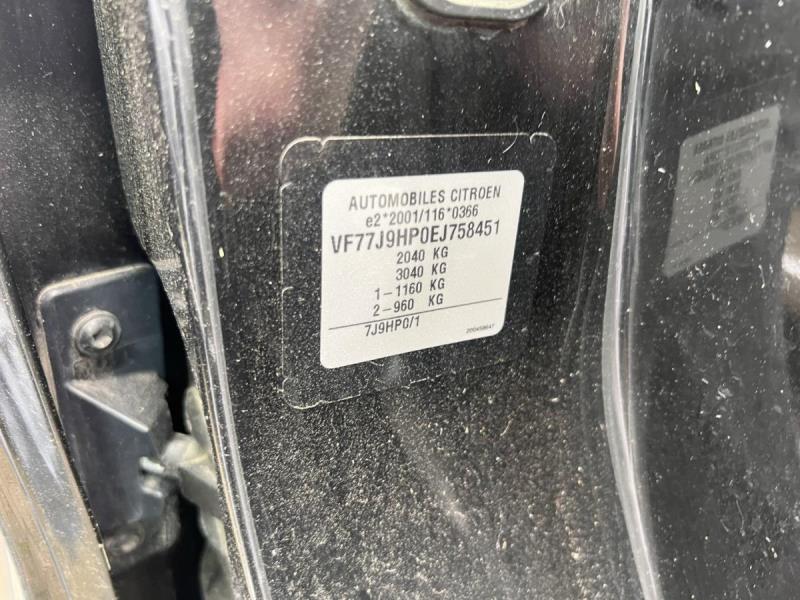 AUTOMOBILES CITROEN
e2*2001/116*0366
VF77J9HP0EJ758451
2040 KG
3040 KG
1-1160 KG
2-960 KG
7J9HP0/1